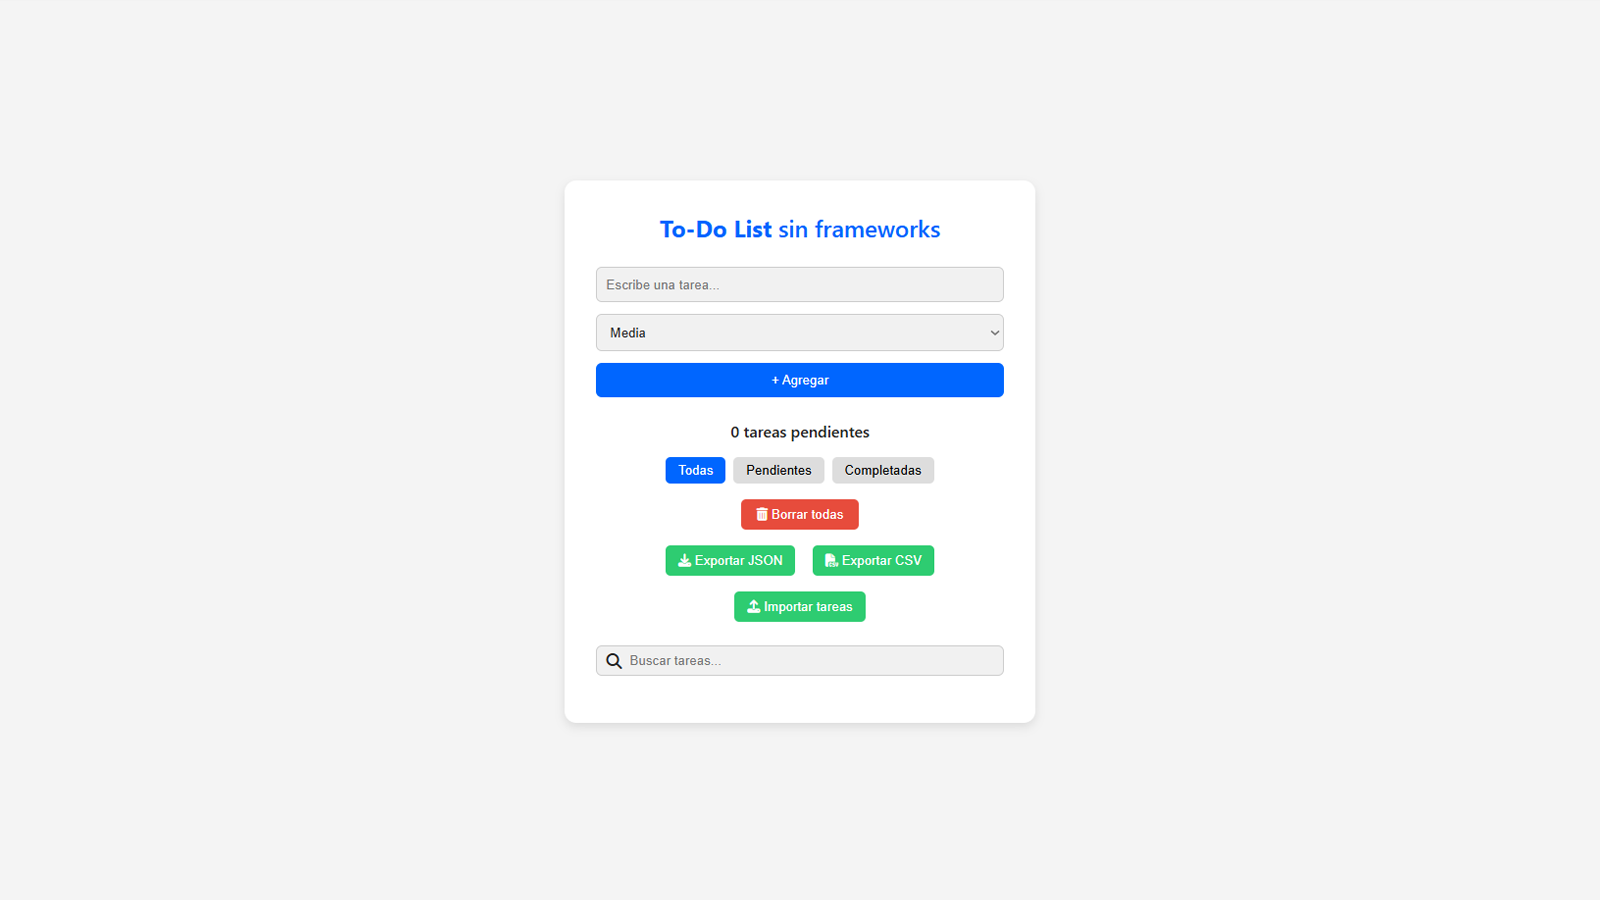 To-Do List sin frameworks
Escribe una tarea...
Media
+ Agregar
0 tareas pendientes
Todas Pendientes Completadas
Borrar todas
Exportar JSON Exportar CSV
Importar tareas
Buscar tareas...